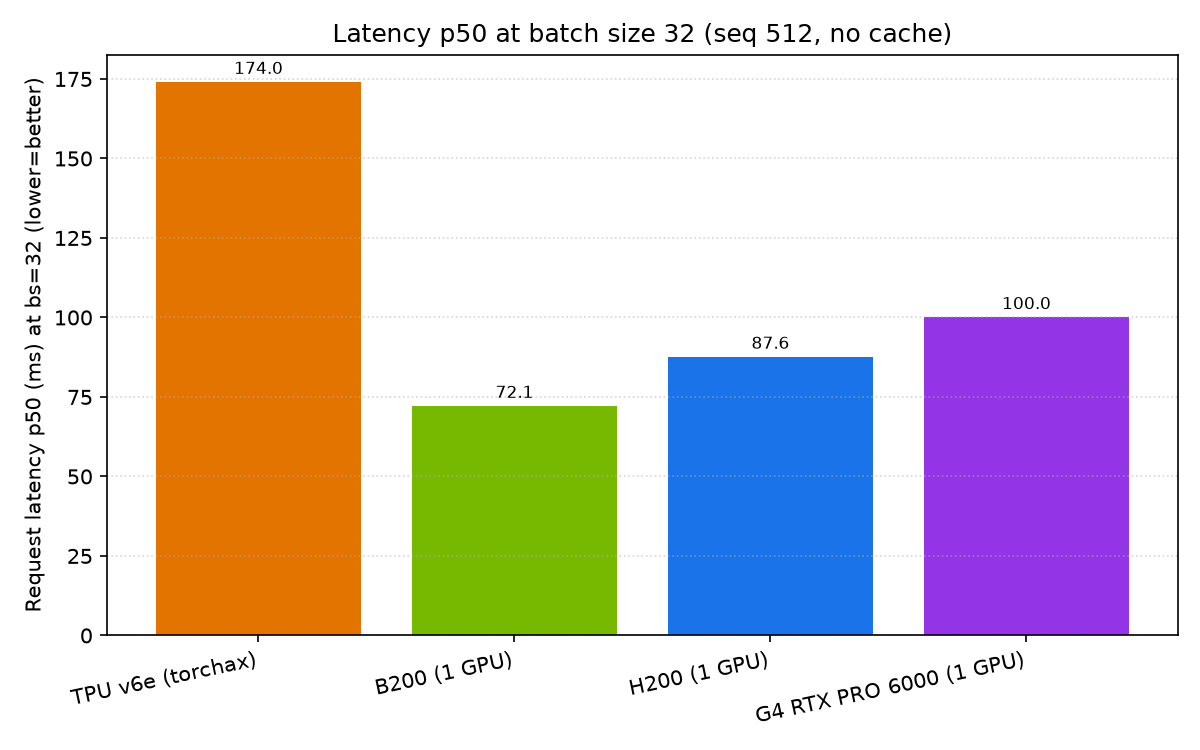 Latency p50 at batch size 32 (seq 512, no cache)
Request latency p50 (ms) at bs=32 (lower=better)
175
150
125
100
75
50
25
0
174.0
72.1
87.6
100.0
TPU v6e (torchax)
B200 (1 GPU)
H200 (1 GPU)
G4 RTX PRO 6000 (1 GPU)